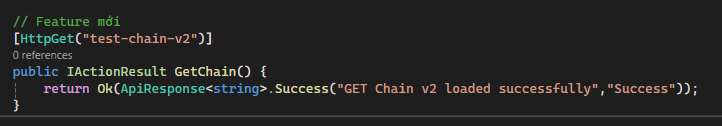 // Feature mới
[HttpGet("test-chain-v2")]
0 references
public IActionResult GetChain() {
    return Ok(ApiResponse<string>.Success("GET Chain v2 loaded successfully","Success"));
}